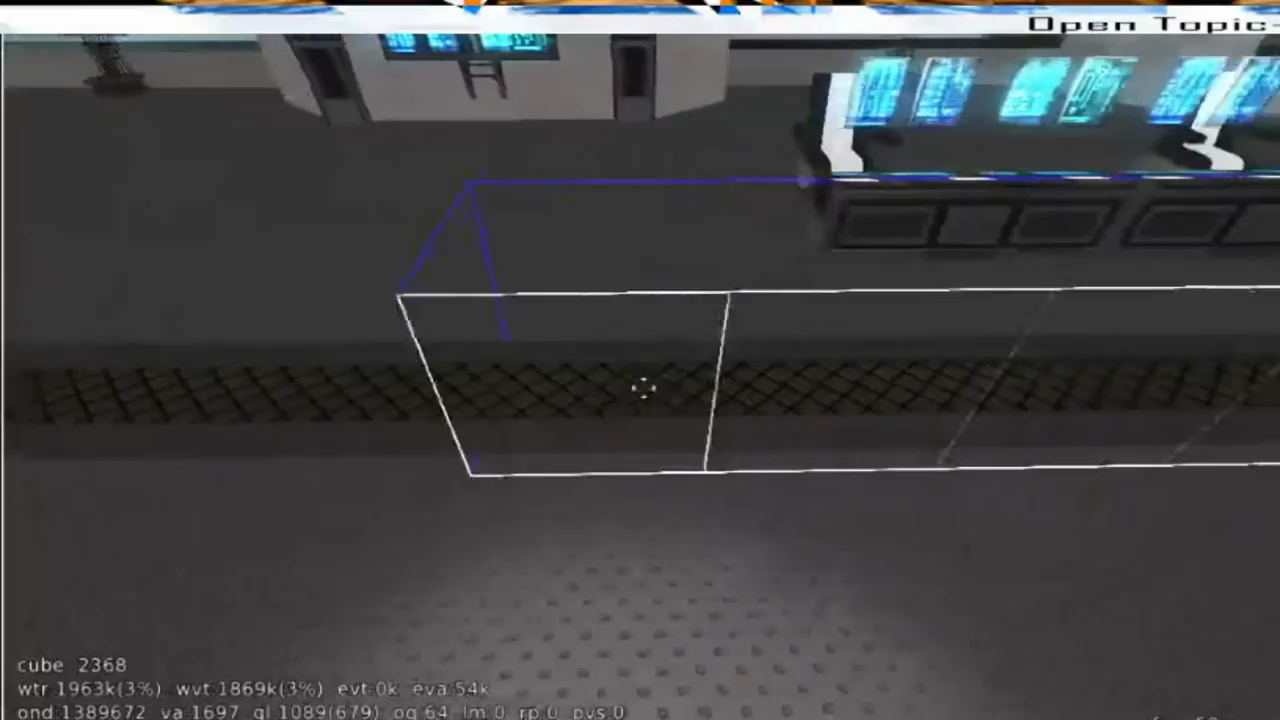 Open Topic-
cube 2368
wtr:1963k(3%) wvt:1869k(3%) evt:0k eva:54k
ond:1389672 va:1697 gl:1089(679) og:64 lm:0 rp:0 pvs:0